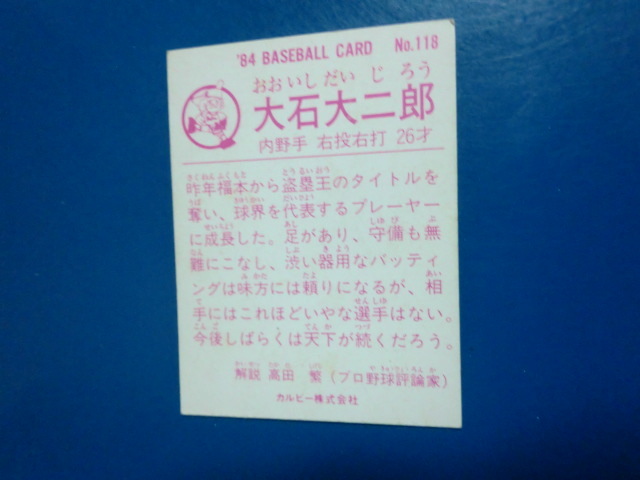 '84 BASEBALL CARD No.118
おおいしだいじろう
大石大二郎
内野手 右投右打 26才
昨年福本から盗塁王のタイトルを
奪い、球界を代表するプレーヤー
に成長した。足があり、守備も無
難にこなし、渋い器用なバッティ
ングは味方には頼りになるが、相
手にはこれほどいやな選手はない。
今後しばらくは天下が続くだろう。
解説 高田 繁 (プロ野球評論家)
カルビー株式会社